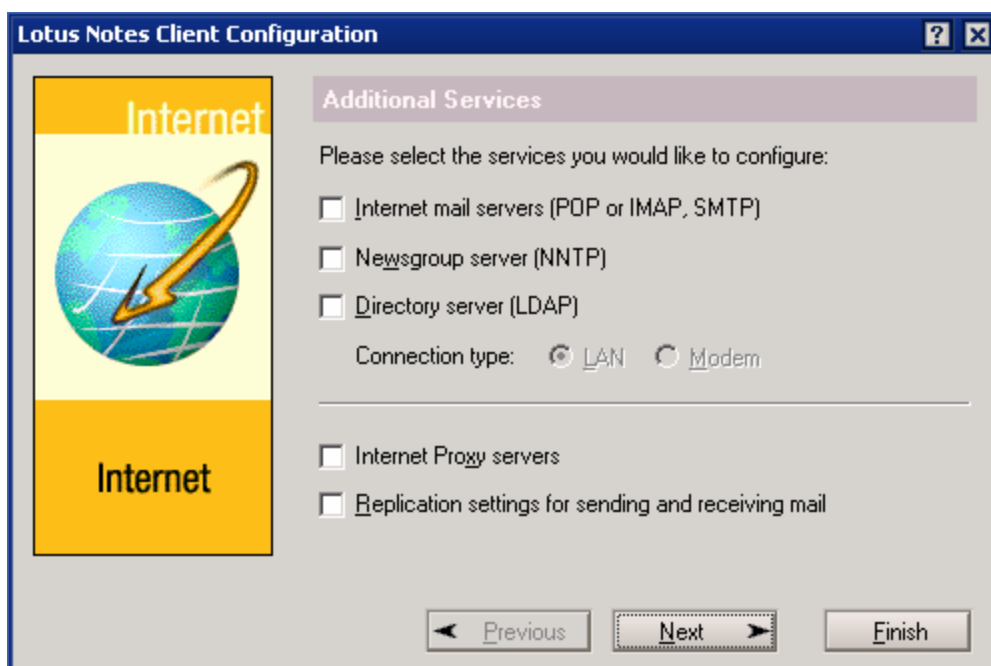 Lotus Notes Client Configuration
Internet
Additional Services
Please select the services you would like to configure:
Internet mail servers (POP or IMAP, SMTP)
Newsgroup server (NNTP)
Directory server (LDAP)
Connection type: LAN Modem
Internet Proxy servers
Replication settings for sending and receiving mail
Internet
Previous Next Finish